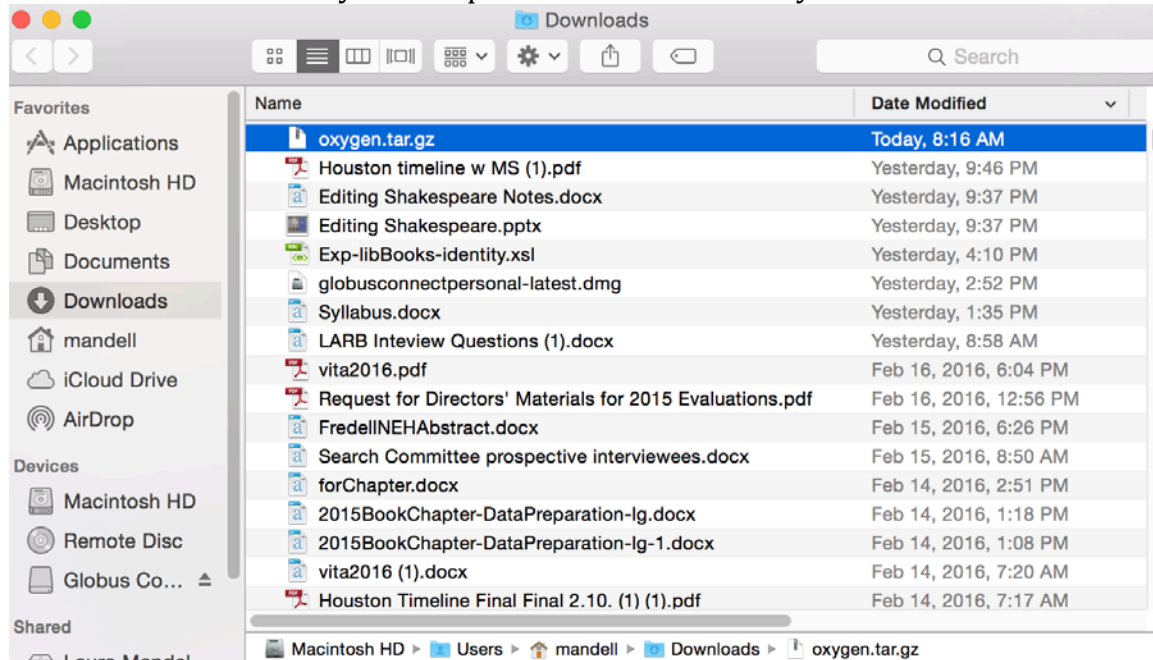 Downloads
Search
Favorites
Applications
Macintosh HD
Desktop
Documents
Downloads
mandell
iCloud Drive
AirDrop
Devices
Macintosh HD
Remote Disc
Globus Co...
Shared
Name Date Modified
oxygen.tar.gz Today, 8:16 AM
Houston timeline w MS (1).pdf Yesterday, 9:46 PM
Editing Shakespeare Notes.docx Yesterday, 9:37 PM
Editing Shakespeare.pptx Yesterday, 9:37 PM
Exp-libBooks-identity.xsl Yesterday, 4:10 PM
globusconnectpersonal-latest.dmg Yesterday, 2:52 PM
Syllabus.docx Yesterday, 1:35 PM
LARB Inteview Questions (1).docx Yesterday, 8:58 AM
vita2016.pdf Feb 16, 2016, 6:04 PM
Request for Directors' Materials for 2015 Evaluations.pdf Feb 16, 2016, 12:56 PM
FredellNEHAbstract.docx Feb 15, 2016, 6:26 PM
Search Committee prospective interviewees.docx Feb 15, 2016, 8:50 AM
forChapter.docx Feb 14, 2016, 2:51 PM
2015BookChapter-DataPreparation-lg.docx Feb 14, 2016, 1:18 PM
2015BookChapter-DataPreparation-lg-1.docx Feb 14, 2016, 1:08 PM
vita2016 (1).docx Feb 14, 2016, 7:20 AM
Houston Timeline Final Final 2.10. (1) (1).pdf Feb 14, 2016, 7:17 AM
Macintosh HD ▸ Users ▸ mandell ▸ Downloads ▸ oxygen.tar.gz